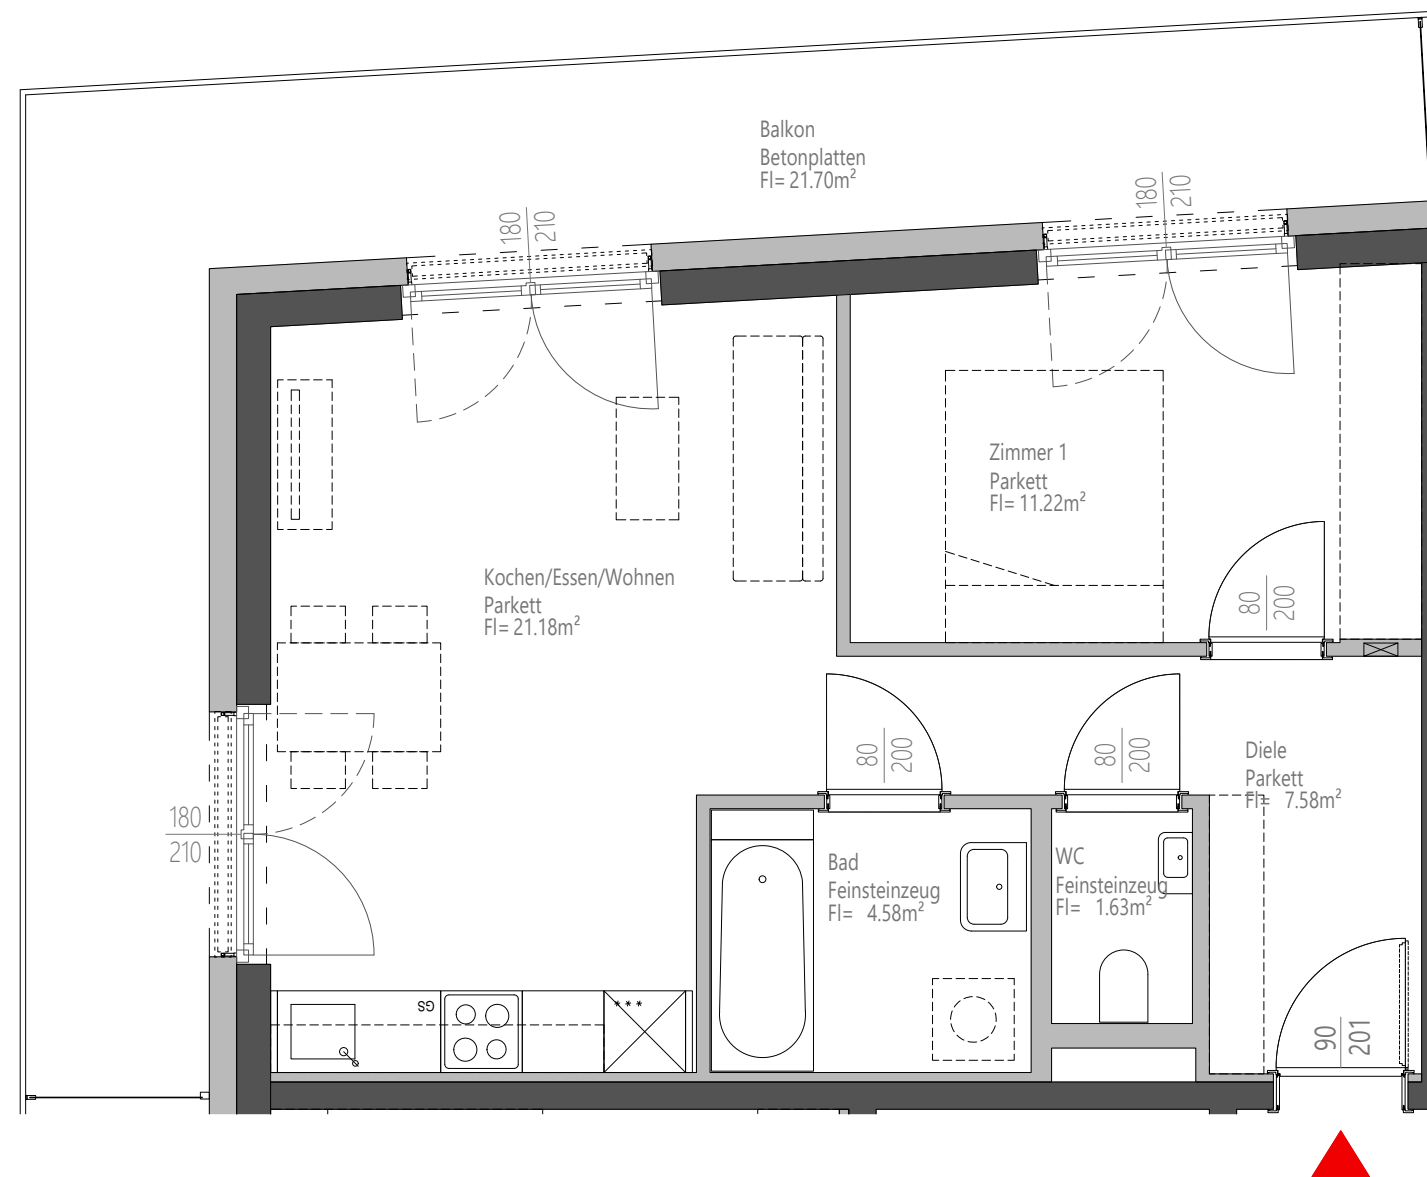 Balkon
Betonplatten
Fl= 21.70m²
180
210
180
210
Zimmer 1
Parkett
Fl= 11.22m²
Kochen/Essen/Wohnen
Parkett
Fl= 21.18m²
80
200
80
200
80
200
Diele
Parkett
Fl= 7.58m²
180
210
Bad
Feinsteinzeug
Fl= 4.58m²
WC
Feinsteinzeug
Fl= 1.63m²
GS
***
90
201